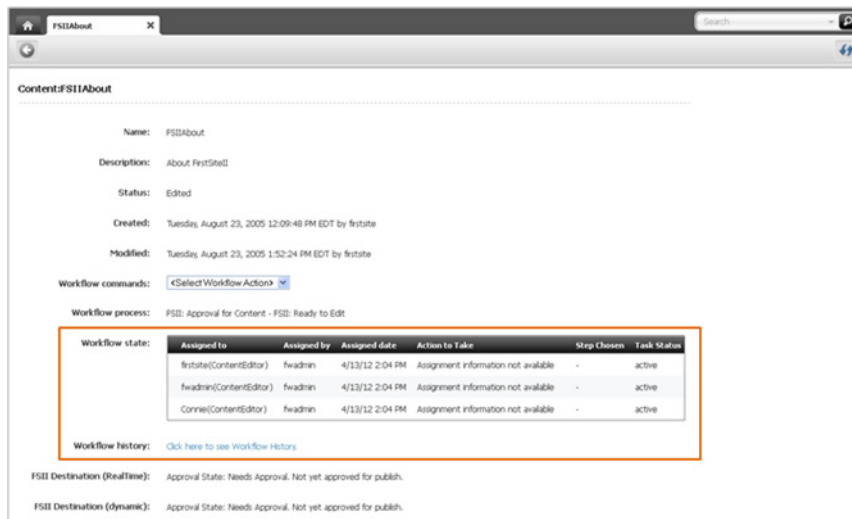 FSIIAbout
Search
Content:FSIIAbout
Name: FSIIAbout
Description: About FirstSiteII
Status: Edited
Created: Tuesday, August 23, 2005 12:09:48 PM EDT by firstsite
Modified: Tuesday, August 23, 2005 1:52:24 PM EDT by firstsite
Workflow commands: <Select Workflow Action>
Workflow process: FSII: Approval for Content - FSII: Ready to Edit
Workflow state: Assigned to Assigned by Assigned date Action to Take Step Chosen Task Status
firstsite(ContentEditor) fwadmin 4/13/12 2:04 PM Assignment information not available - active
fwadmin(ContentEditor) fwadmin 4/13/12 2:04 PM Assignment information not available - active
Connie(ContentEditor) fwadmin 4/13/12 2:04 PM Assignment information not available - active
Workflow history: Click here to see Workflow History.
FSII Destination (RealTime): Approval State: Needs Approval. Not yet approved for publish.
FSII Destination (dynamic): Approval State: Needs Approval. Not yet approved for publish.